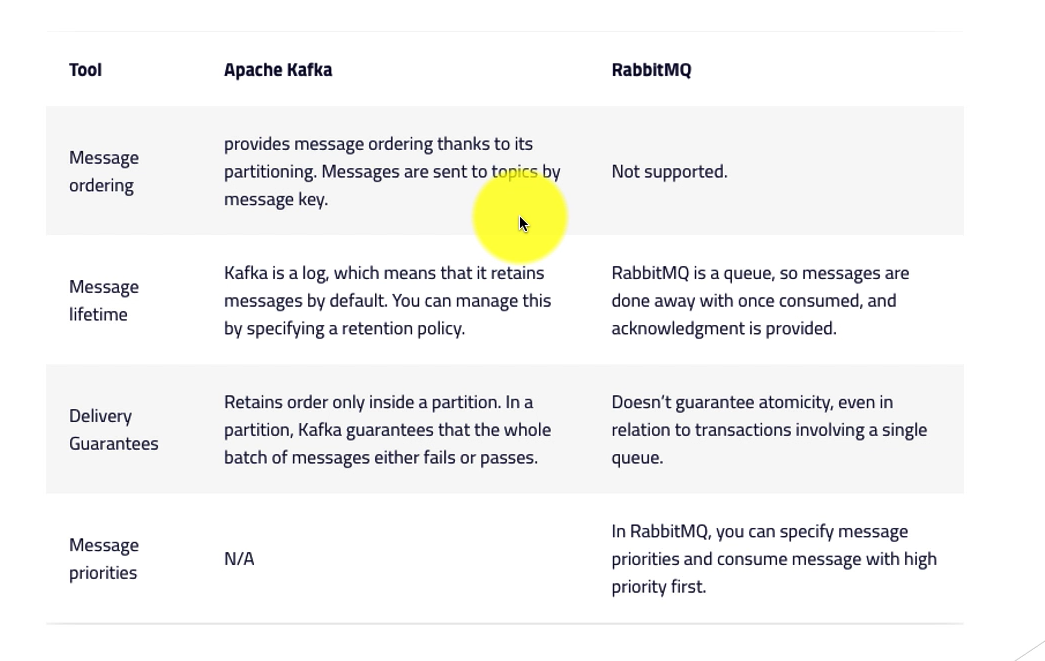 Tool Apache Kafka RabbitMQ
Message
ordering
provides message ordering thanks to its
partitioning. Messages are sent to topics by
message key.
Not supported.
Message
lifetime
Kafka is a log, which means that it retains
messages by default. You can manage this
by specifying a retention policy.
RabbitMQ is a queue, so messages are
done away with once consumed, and
acknowledgment is provided.
Delivery
Guarantees
Retains order only inside a partition. In a
partition, Kafka guarantees that the whole
batch of messages either fails or passes.
Doesn’t guarantee atomicity, even in
relation to transactions involving a single
queue.
Message
priorities
N/A
In RabbitMQ, you can specify message
priorities and consume message with high
priority first.